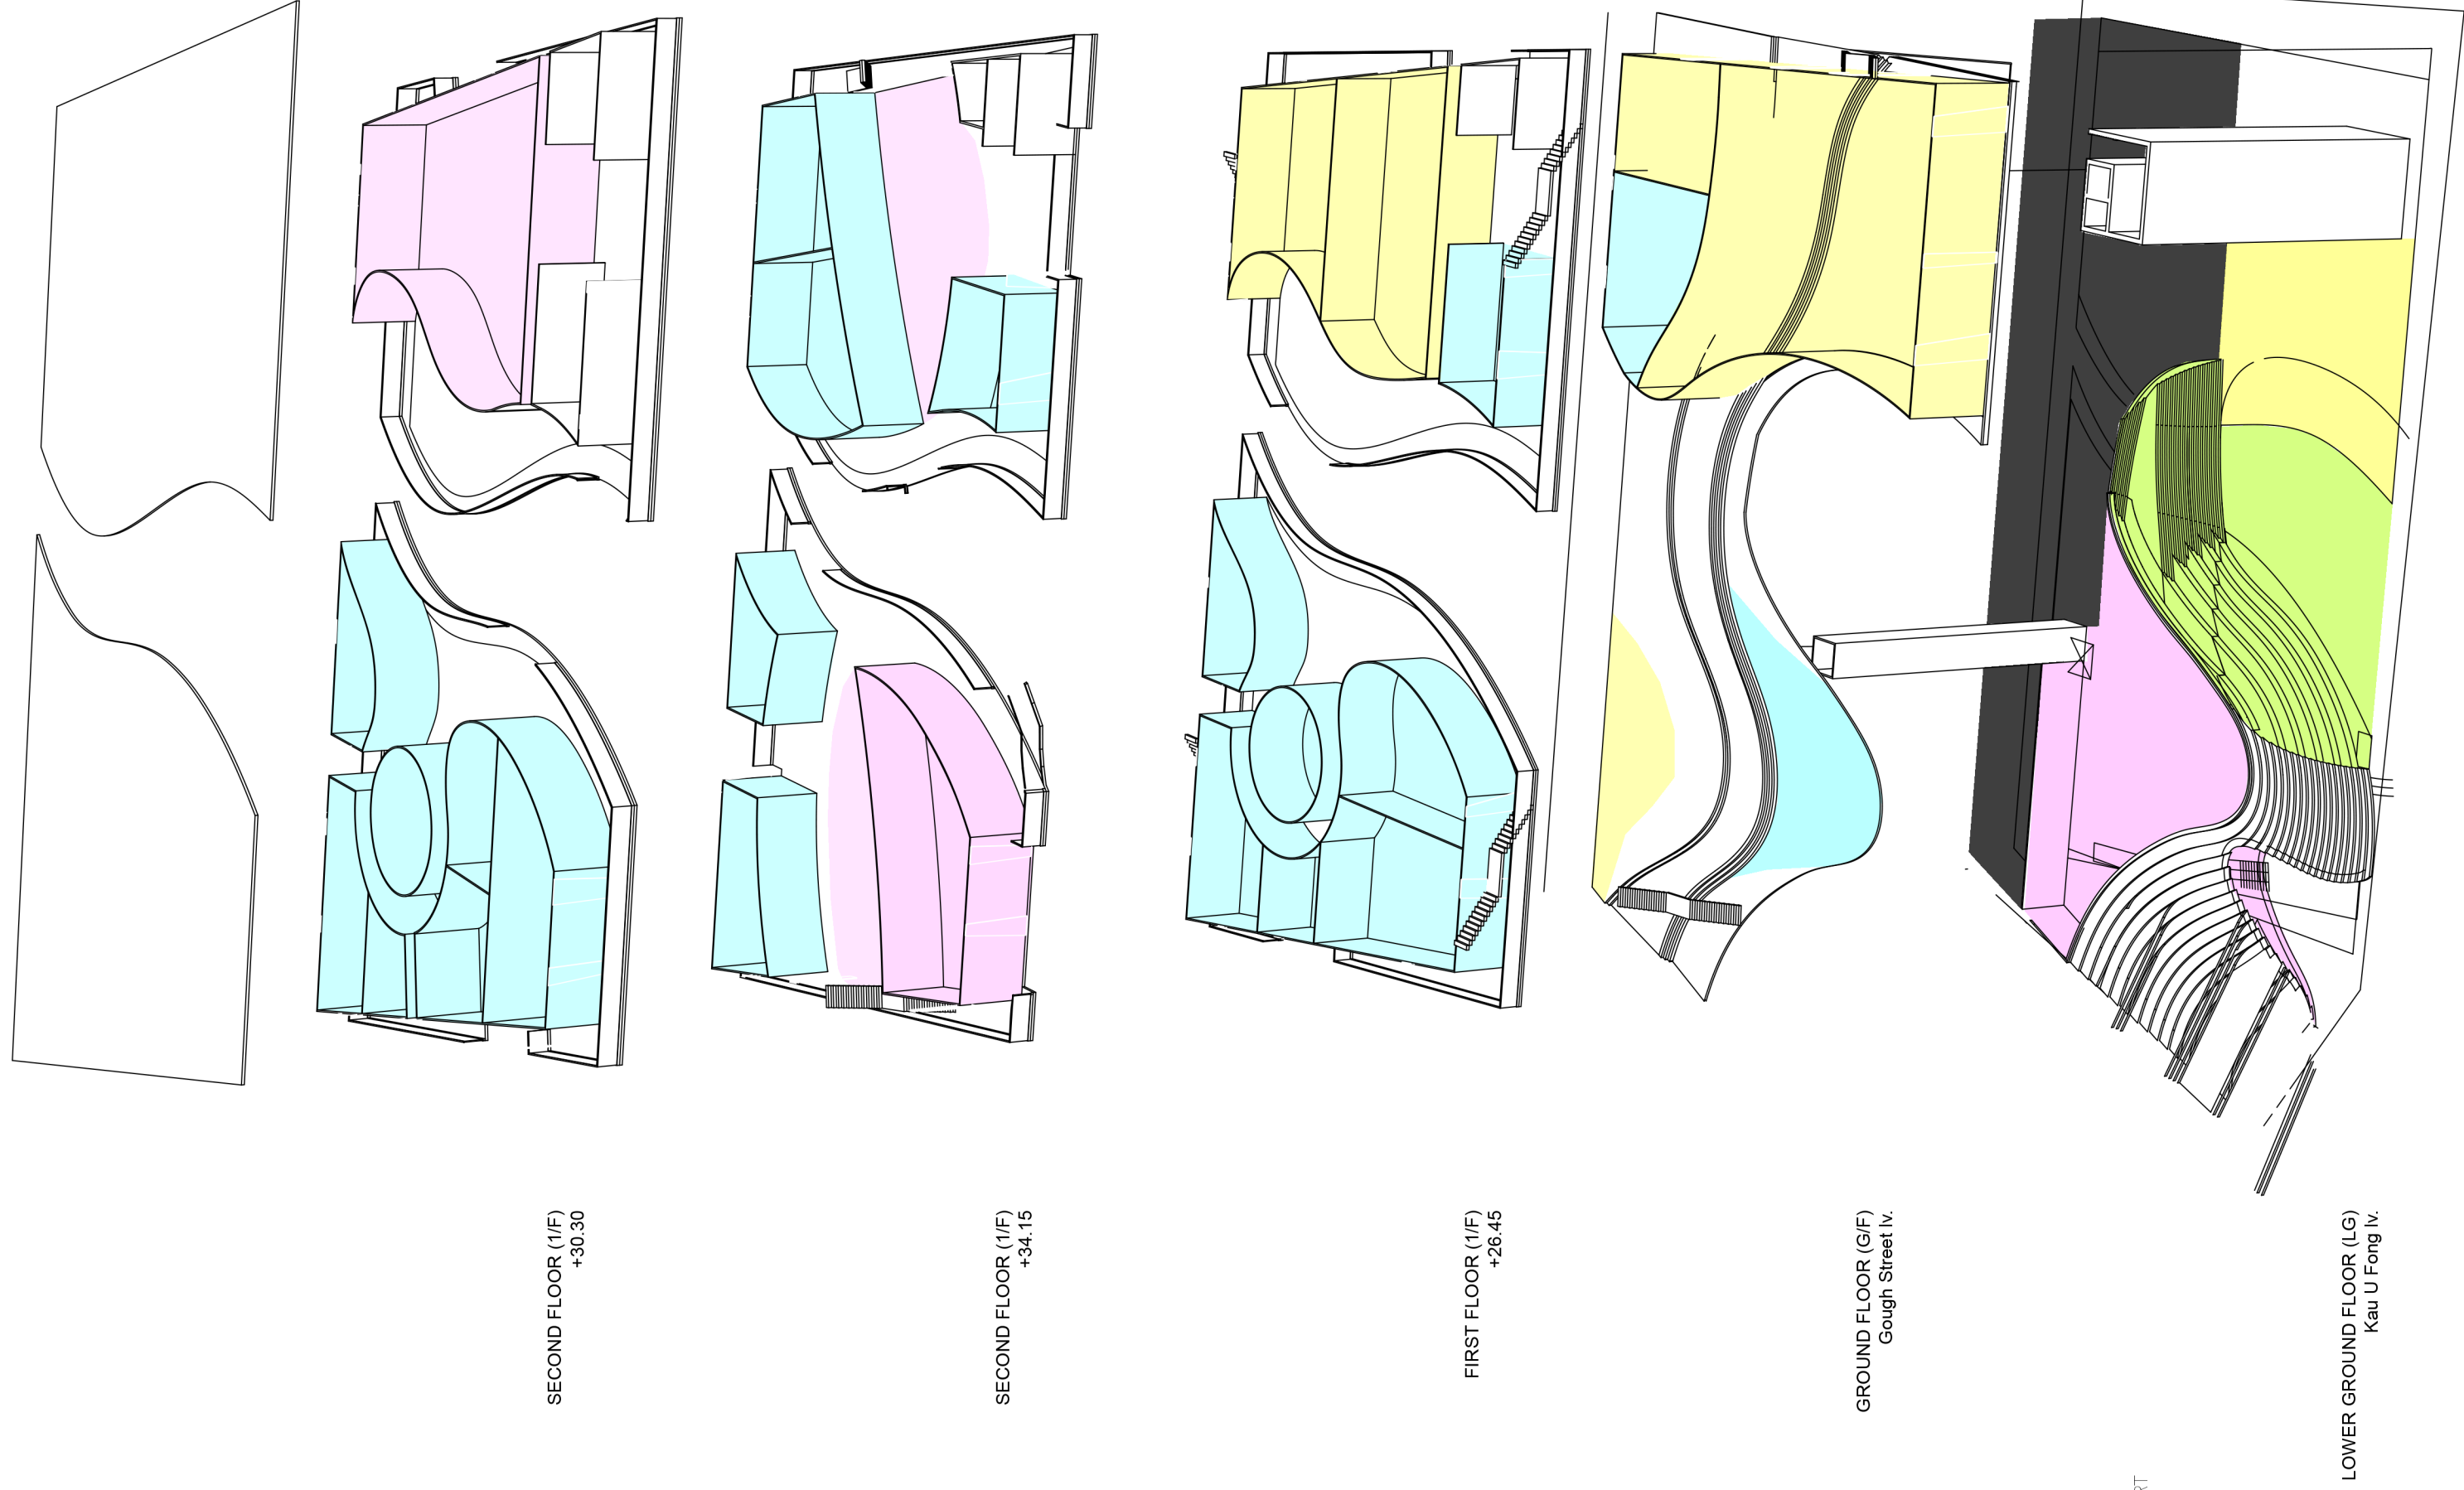 SECOND FLOOR (1/F)
+30.30
SECOND FLOOR (1/F)
+34.15
FIRST FLOOR (1/F)
+26.45
GROUND FLOOR (G/F)
Gough Street lv.
LOWER GROUND FLOOR (LG)
Kau U Fong lv.